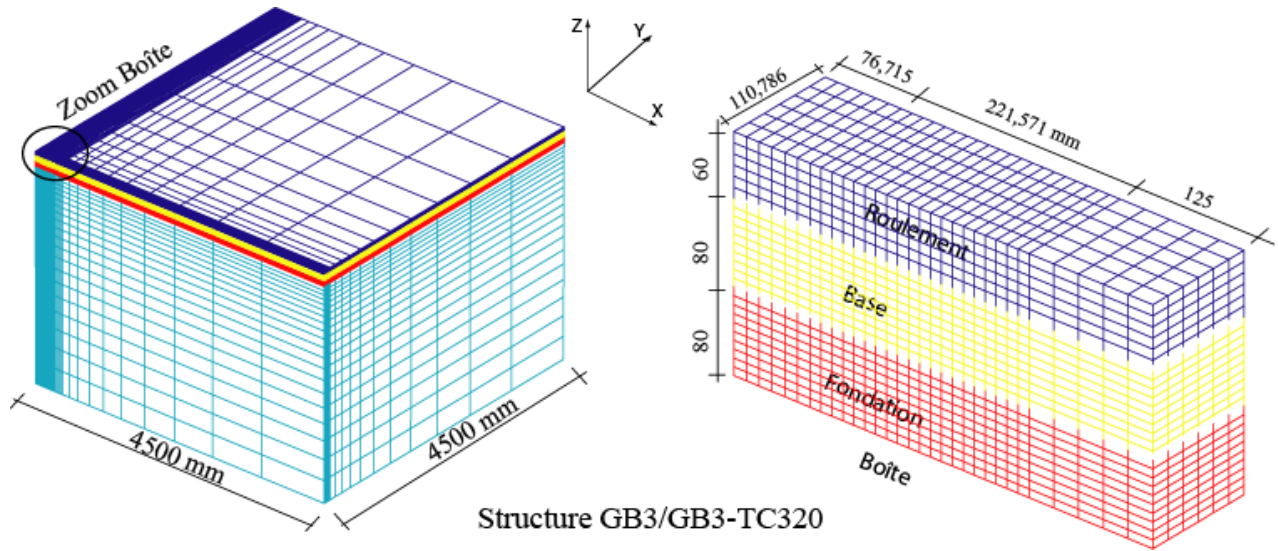 Zoom Boîte
Z
Y
X
4500 mm
4500 mm
110,786
76,715
221,571 mm
125
60
80
80
Roulement
Base
Fondation
Boîte
Structure GB3/GB3-TC320